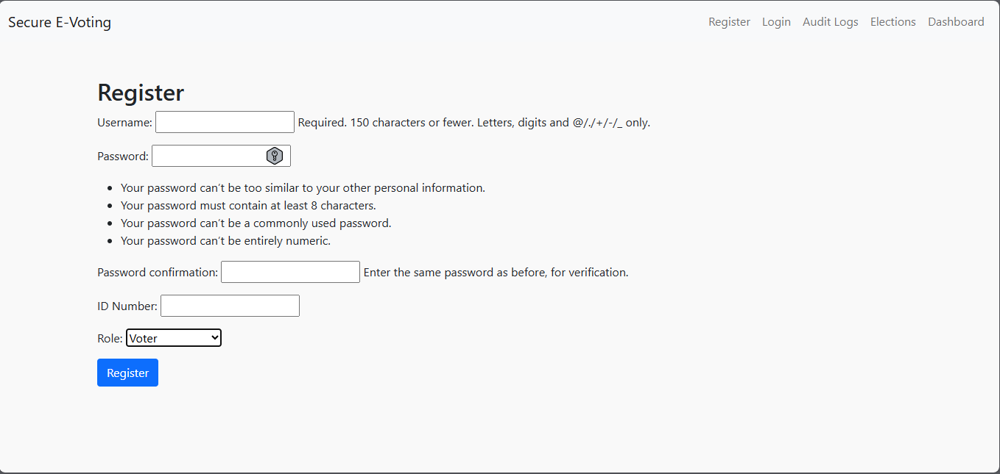 Secure E-Voting Register Login Audit Logs Elections Dashboard
Register
Username: Required. 150 characters or fewer. Letters, digits and @/./+/-/_ only.
Password:
Your password can't be too similar to your other personal information.
Your password must contain at least 8 characters.
Your password can't be a commonly used password.
Your password can't be entirely numeric.
Password confirmation: Enter the same password as before, for verification.
ID Number:
Role: Voter
Register